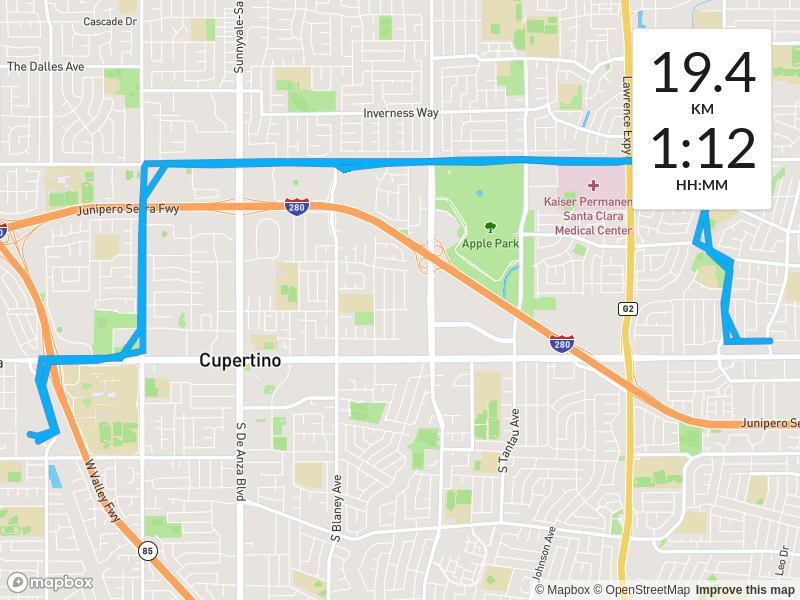 Cascade Dr
Sunnyvale-Sa
The Dalles Ave
Inverness Way
Lawrence Expy
19.4
KM
1:12
HH:MM
Junipero Serra Fwy
280
Kaiser Permanen
Santa Clara
Medical Center
Apple Park
G2
280
Cupertino
S De Anza Blvd
S Blaney Ave
S Tantau Ave
Junipero Se
W Valley Fwy
85
Johnson Ave
Leo Dr
mapbox
© Mapbox © OpenStreetMap Improve this map